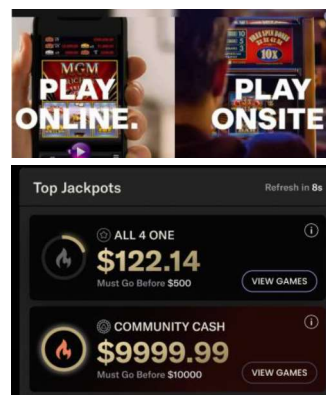 MGM
PLAY
ONLINE.
10X
PLAY
ONSITE
Top Jackpots
Refresh in 8s
ALL 4 ONE
$122.14
Must Go Before $500
VIEW GAMES
COMMUNITY CASH
$9999.99
Must Go Before $10000
VIEW GAMES